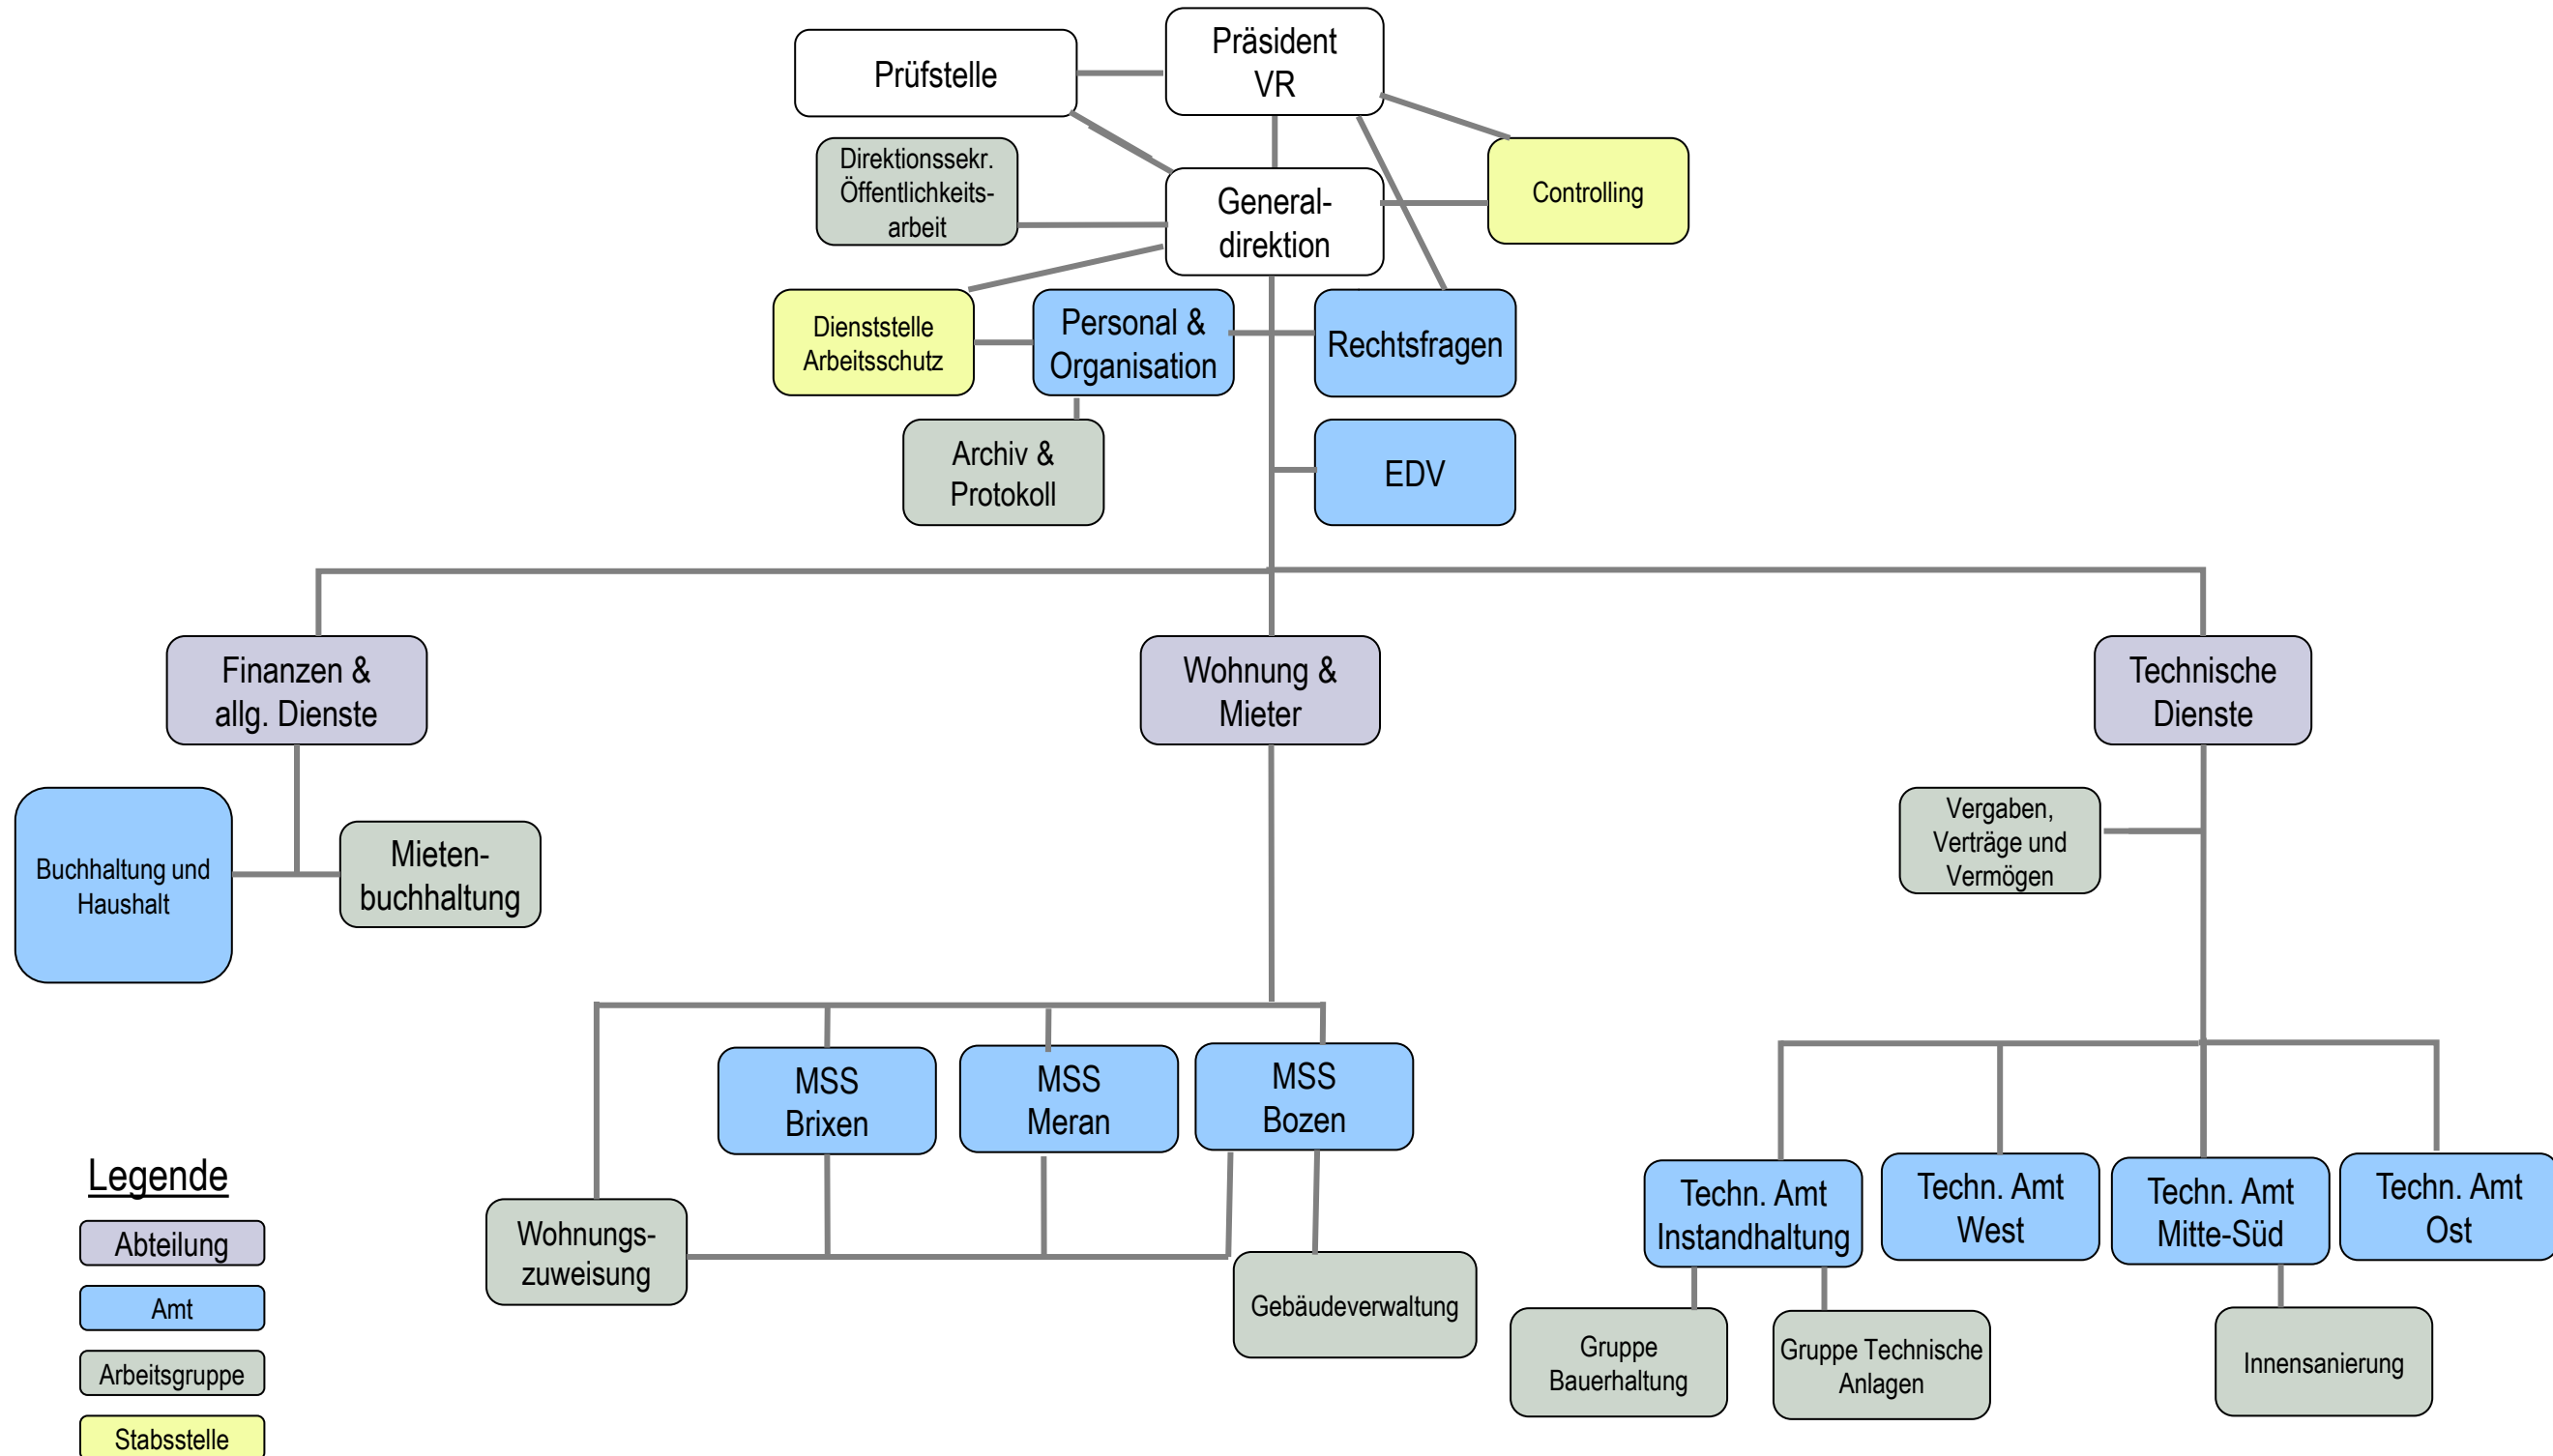 Präsident
VR
Prüfstelle
Direktionssekr.
Öffentlichkeits-
arbeit
General-
direktion
Controlling
Dienststelle
Arbeitsschutz
Personal &
Organisation
Rechtsfragen
Archiv &
Protokoll
EDV
Finanzen &
allg. Dienste
Wohnung &
Mieter
Technische
Dienste
Buchhaltung und
Haushalt
Mieten-
buchhaltung
Vergaben,
Verträge und
Vermögen
MSS
Brixen
MSS
Meran
MSS
Bozen
Wohnungs-
zuweisung
Gebäudeverwaltung
Techn. Amt
Instandhaltung
Techn. Amt
West
Techn. Amt
Mitte-Süd
Techn. Amt
Ost
Gruppe
Bauerhaltung
Gruppe Technische
Anlagen
Innensanierung
Legende
Abteilung
Amt
Arbeitsgruppe
Stabsstelle